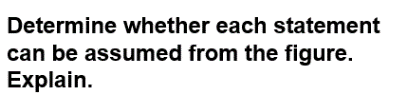 Determine whether each statement
can be assumed from the figure.
Explain.